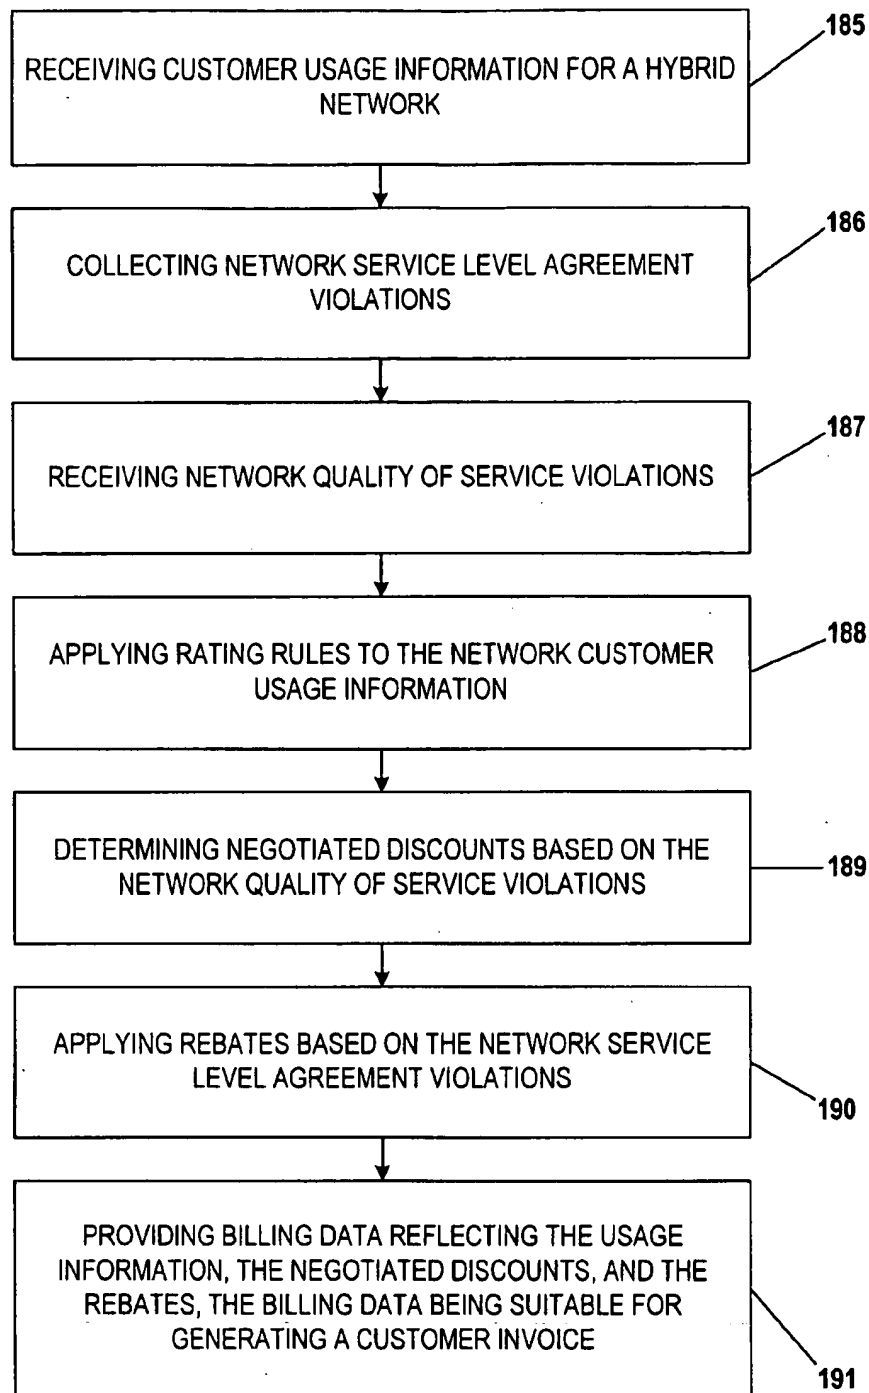 185
RECEIVING CUSTOMER USAGE INFORMATION FOR A HYBRID
NETWORK
186
COLLECTING NETWORK SERVICE LEVEL AGREEMENT
VIOLATIONS
187
RECEIVING NETWORK QUALITY OF SERVICE VIOLATIONS
188
APPLYING RATING RULES TO THE NETWORK CUSTOMER
USAGE INFORMATION
DETERMINING NEGOTIATED DISCOUNTS BASED ON THE
NETWORK QUALITY OF SERVICE VIOLATIONS
189
APPLYING REBATES BASED ON THE NETWORK SERVICE
LEVEL AGREEMENT VIOLATIONS
190
PROVIDING BILLING DATA REFLECTING THE USAGE
INFORMATION, THE NEGOTIATED DISCOUNTS, AND THE
REBATES, THE BILLING DATA BEING SUITABLE FOR
GENERATING A CUSTOMER INVOICE
191